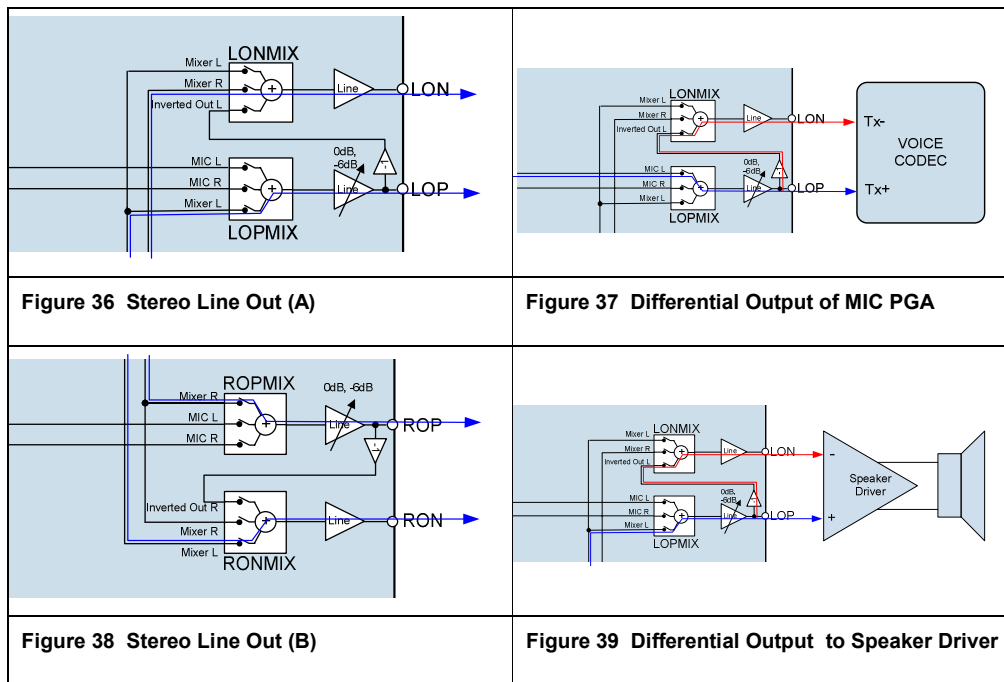 LONMIX
Mixer L
Mixer R
Inverted Out L
+
Line
LON
-1
0dB,
-6dB
MIC L
MIC R
Mixer L
+
Line
LOP
LOPMIX
Figure 36 Stereo Line Out (A)
LONMIX
Mixer L
Mixer R
Inverted Out L
+
Line
LON
-1
0dB,
-6dB
MIC L
MIC R
Mixer L
+
Line
LOP
LOPMIX
Tx-
VOICE
CODEC
Tx+
Figure 37 Differential Output of MIC PGA
ROPMIX
0dB, -6dB
Mixer R
MIC L
MIC R
+
Line
ROP
-1
Inverted Out R
Mixer R
Mixer L
+
Line
RON
RONMIX
Figure 38 Stereo Line Out (B)
LONMIX
Mixer L
Mixer R
Inverted Out L
+
Line
LON
-1
0dB,
-6dB
MIC L
MIC R
Mixer L
+
Line
LOP
LOPMIX
-
Speaker
Driver
+
Figure 39 Differential Output to Speaker Driver